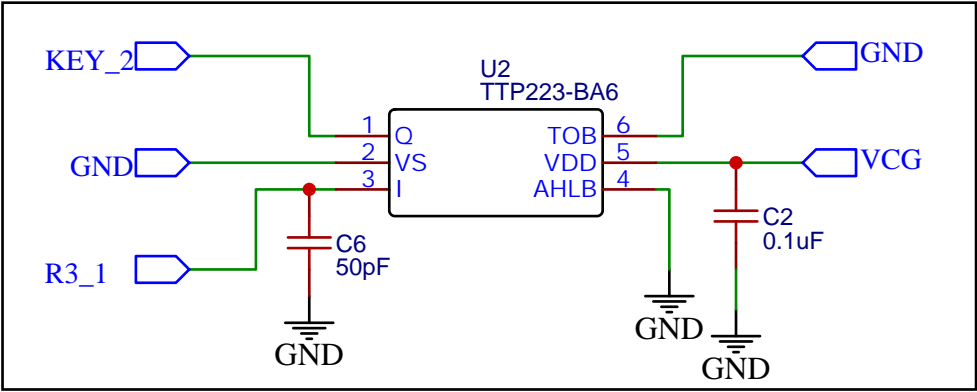 KEY_2
GND
R3_1
U2
TTP223-BA6
1
2
3
Q
VS
I
TOB
VDD
AHLB
6
5
4
GND
VCG
C6
50pF
GND
GND
C2
0.1uF
GND